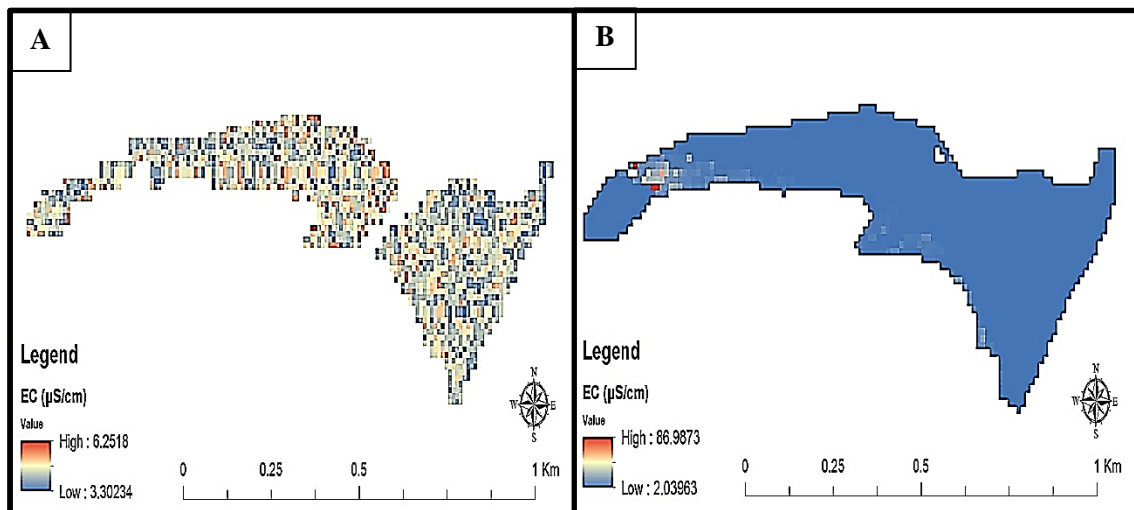 A
Legend
EC (µS/cm)
Value
High : 6.2518
Low : 3.30234
N
W E
S
0 0.25 0.5 1 Km
B
Legend
EC (µS/cm)
Value
High : 86.9873
Low : 2.03963
N
W E
S
0 0.25 0.5 1 Km